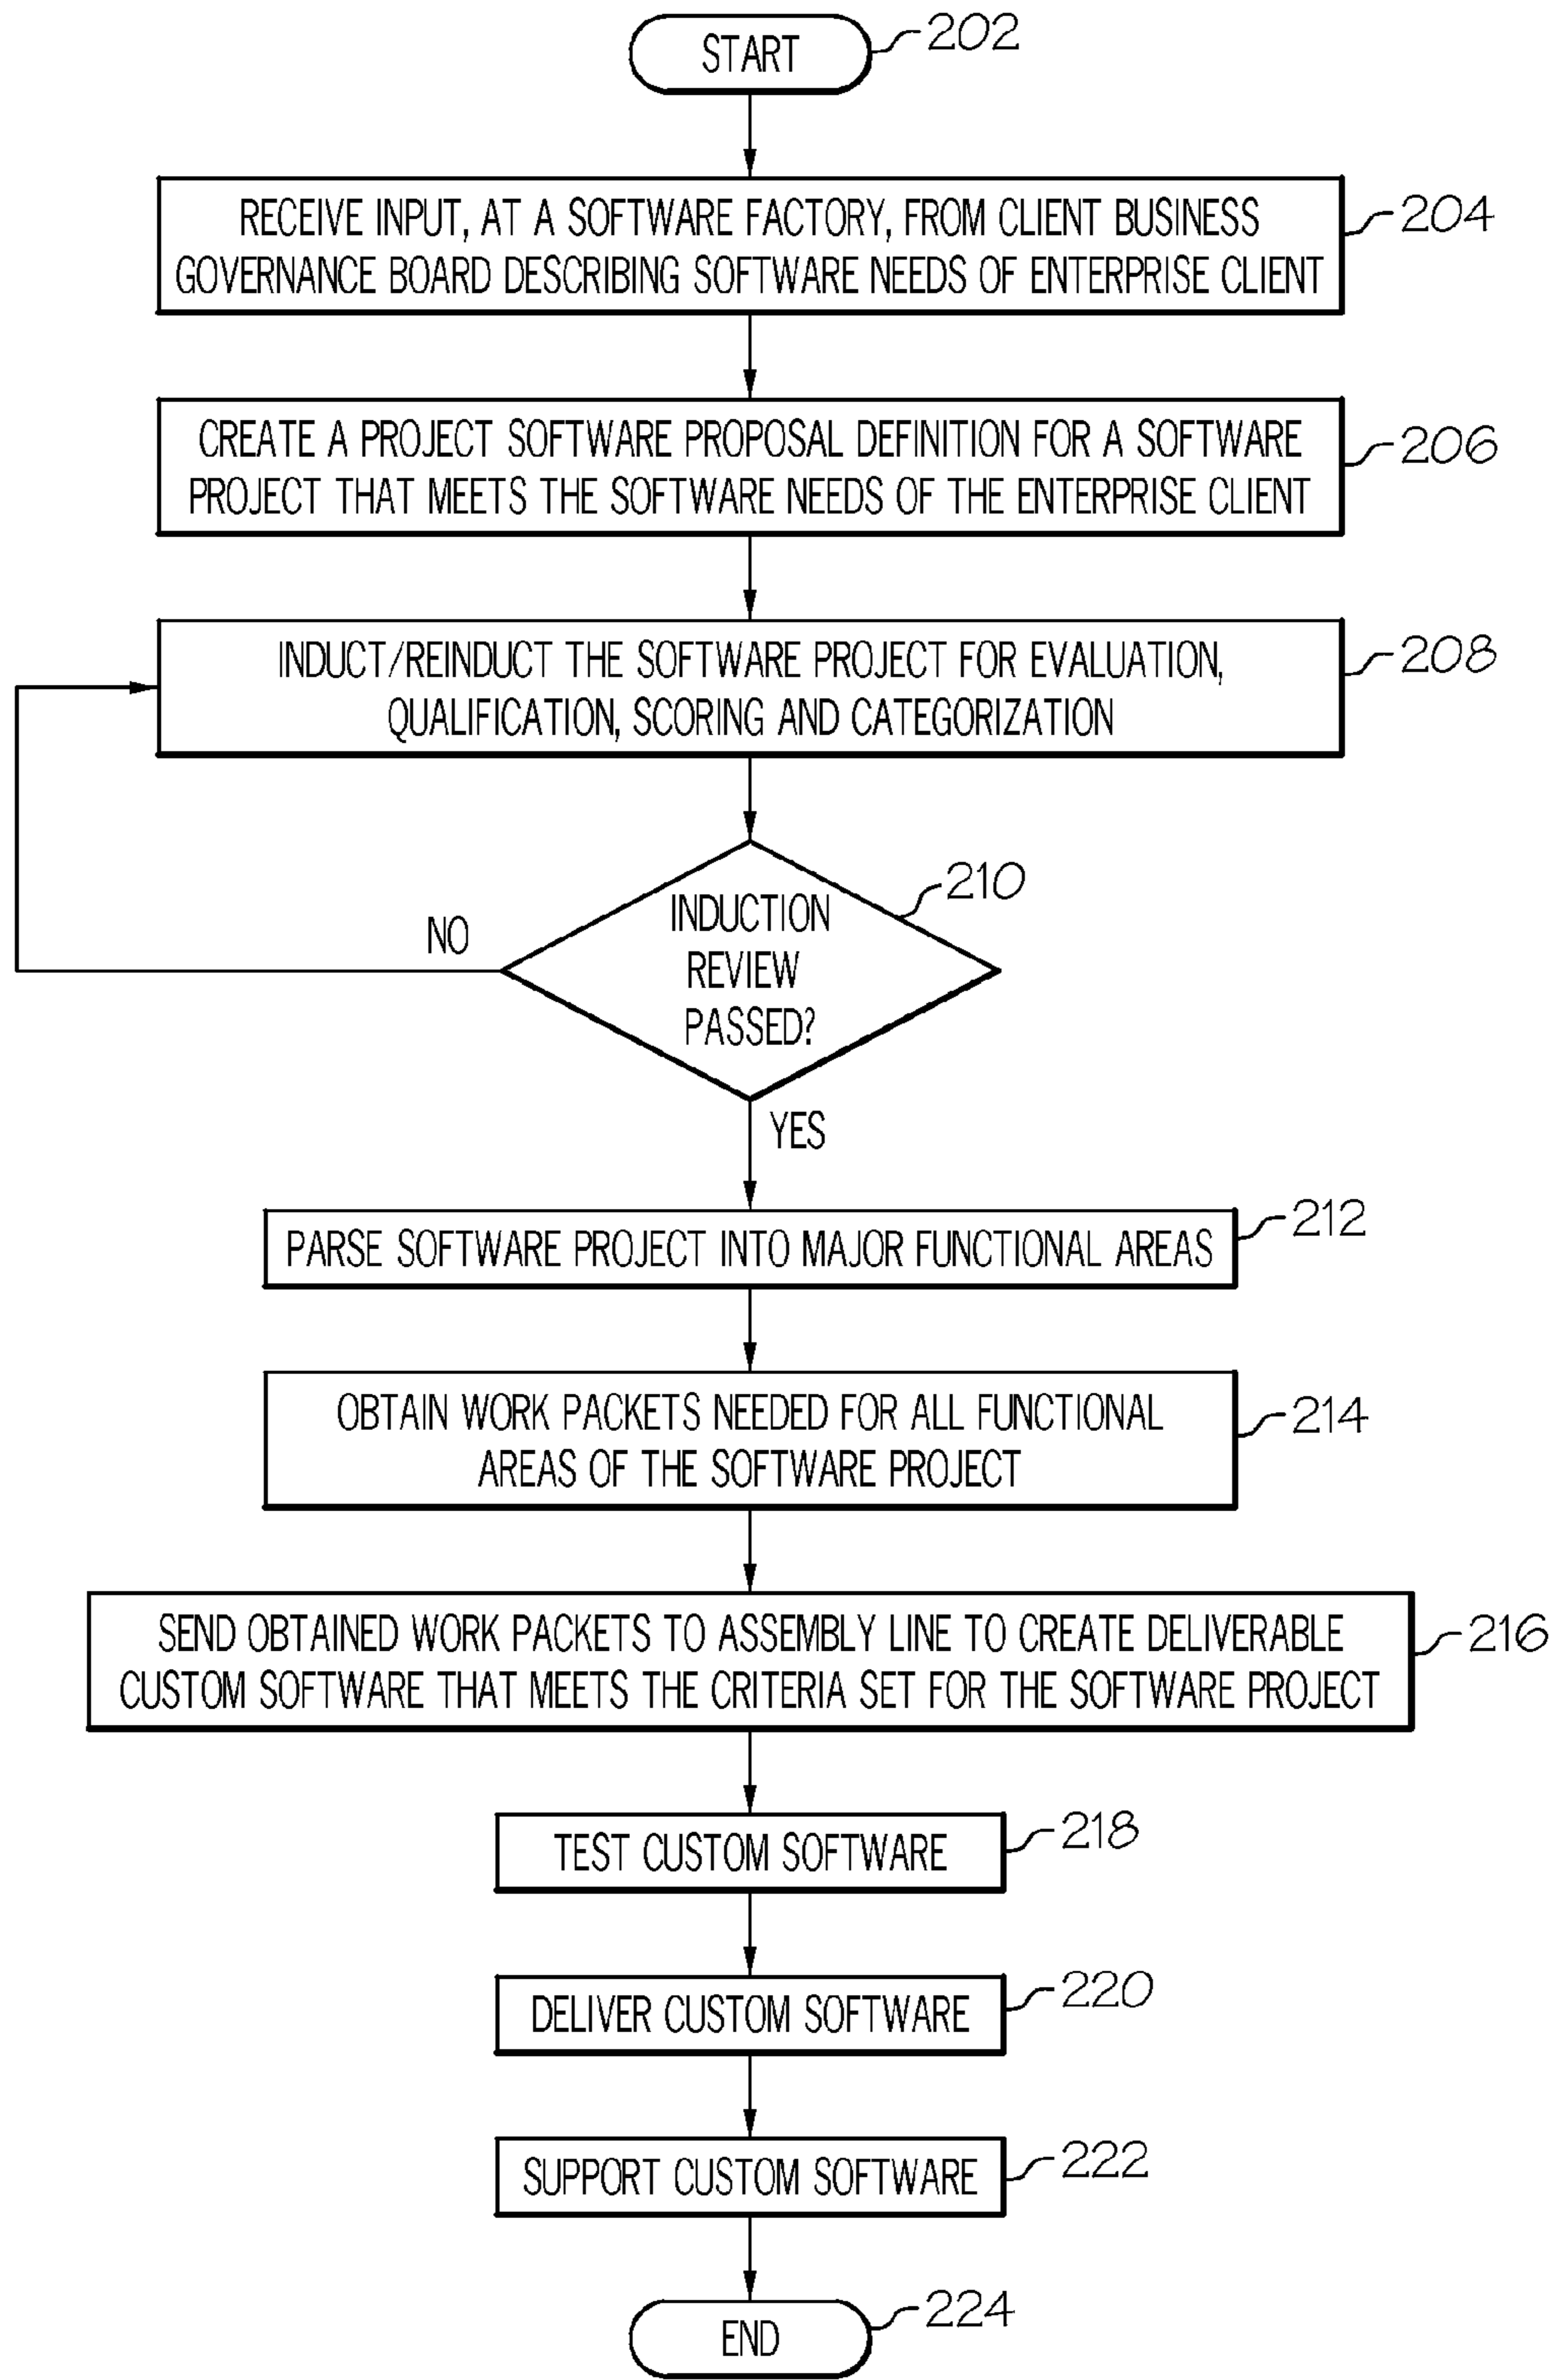 START
202
RECEIVE INPUT, AT A SOFTWARE FACTORY, FROM CLIENT BUSINESS
GOVERNANCE BOARD DESCRIBING SOFTWARE NEEDS OF ENTERPRISE CLIENT
204
CREATE A PROJECT SOFTWARE PROPOSAL DEFINITION FOR A SOFTWARE
PROJECT THAT MEETS THE SOFTWARE NEEDS OF THE ENTERPRISE CLIENT
206
INDUCT/REINDUCT THE SOFTWARE PROJECT FOR EVALUATION,
QUALIFICATION, SCORING AND CATEGORIZATION
208
INDUCTION
REVIEW
PASSED?
210
NO
YES
PARSE SOFTWARE PROJECT INTO MAJOR FUNCTIONAL AREAS
212
OBTAIN WORK PACKETS NEEDED FOR ALL FUNCTIONAL
AREAS OF THE SOFTWARE PROJECT
214
SEND OBTAINED WORK PACKETS TO ASSEMBLY LINE TO CREATE DELIVERABLE
CUSTOM SOFTWARE THAT MEETS THE CRITERIA SET FOR THE SOFTWARE PROJECT
216
TEST CUSTOM SOFTWARE
218
DELIVER CUSTOM SOFTWARE
220
SUPPORT CUSTOM SOFTWARE
222
END
224